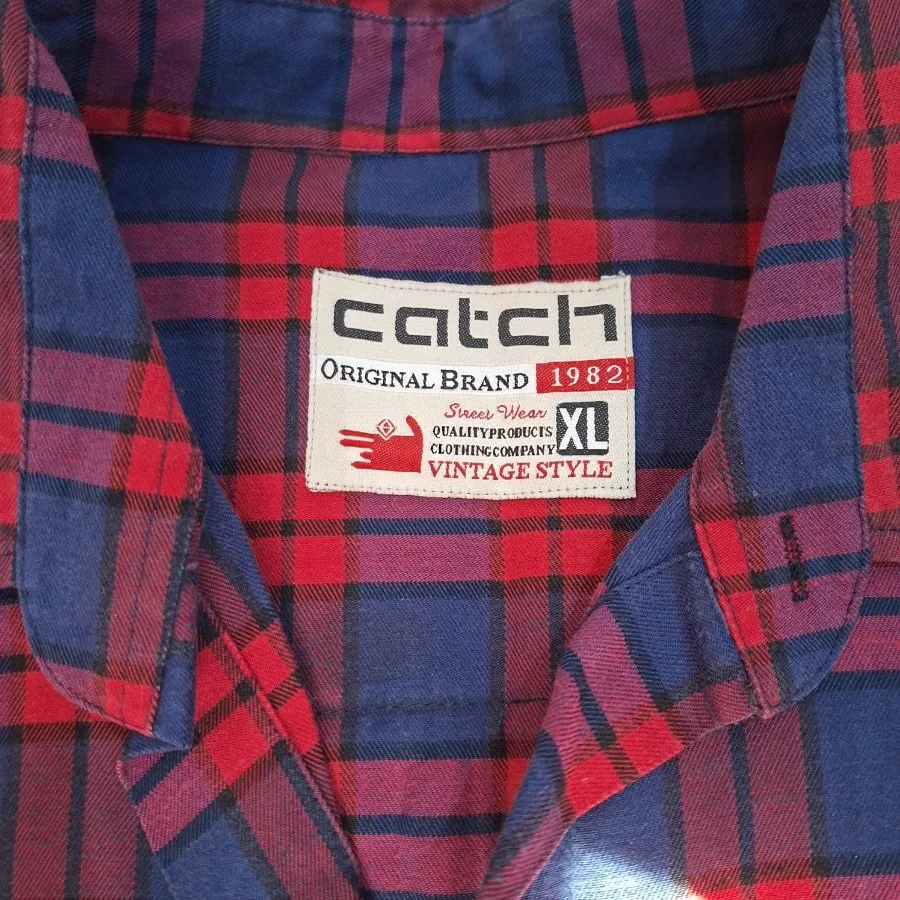 catch
ORIGINAL BRAND 1982
Street Wear
QUALITYPRODUCTS
CLOTHINGCOMPANY
XL
VINTAGE STYLE